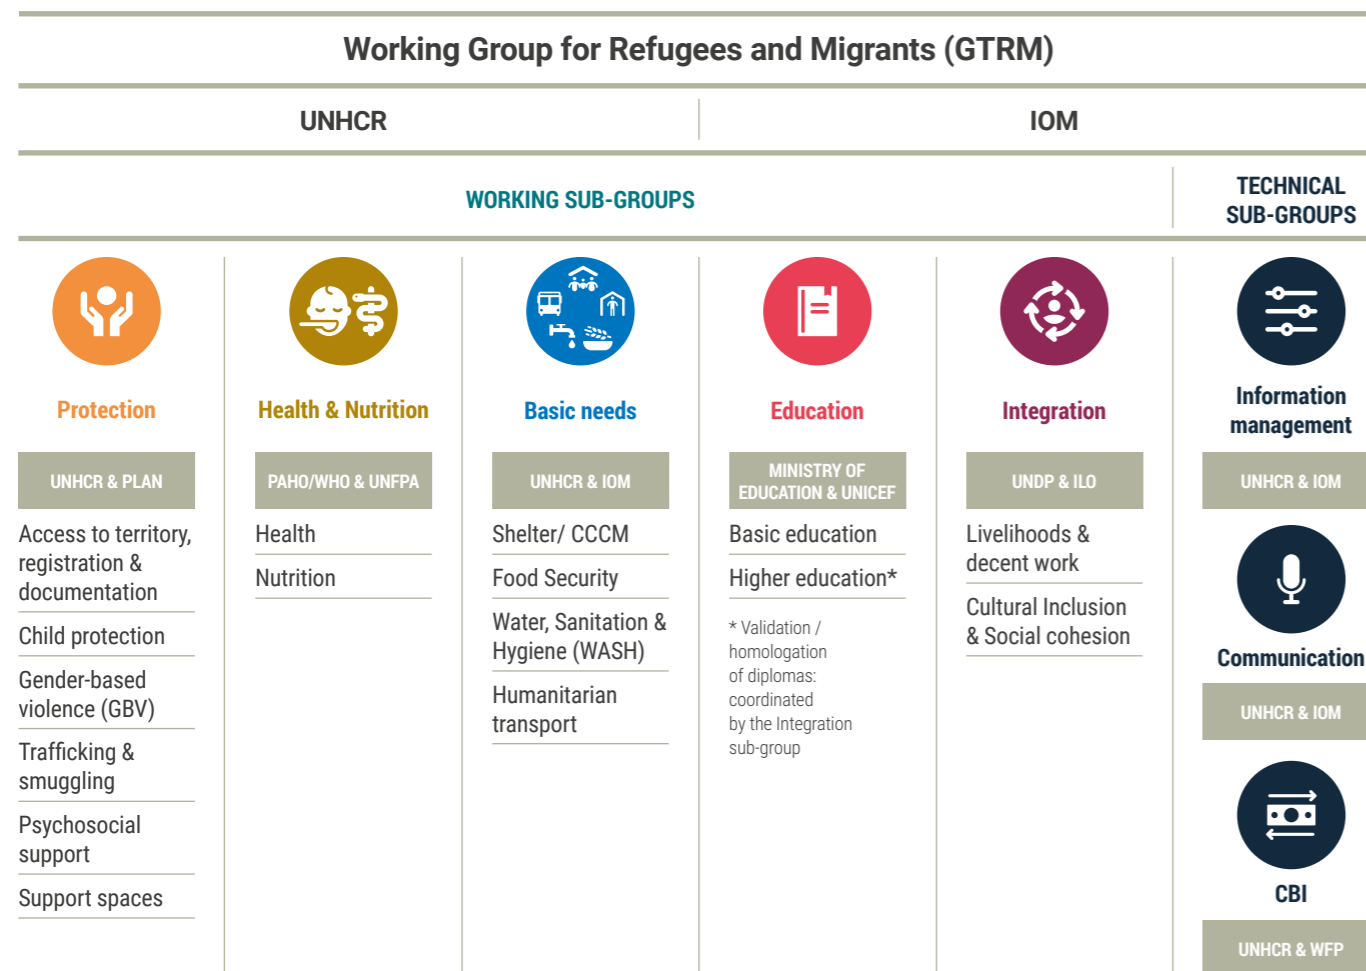 Working Group for Refugees and Migrants (GTRM)
UNHCR
IOM
WORKING SUB-GROUPS
TECHNICAL
SUB-GROUPS
Protection
UNHCR & PLAN
Access to territory,
registration &
documentation
Child protection
Gender-based
violence (GBV)
Trafficking &
smuggling
Psychosocial
support
Support spaces
Health & Nutrition
PAHO/WHO & UNFPA
Health
Nutrition
Basic needs
UNHCR & IOM
Shelter/ CCCM
Food Security
Water, Sanitation &
Hygiene (WASH)
Humanitarian
transport
Education
MINISTRY OF
EDUCATION & UNICEF
Basic education
Higher education*
* Validation /
homologation
of diplomas:
coordinated
by the Integration
sub-group
Integration
UNDP & ILO
Livelihoods &
decent work
Cultural Inclusion
& Social cohesion
Information
management
UNHCR & IOM
Communication
UNHCR & IOM
CBI
UNHCR & WFP